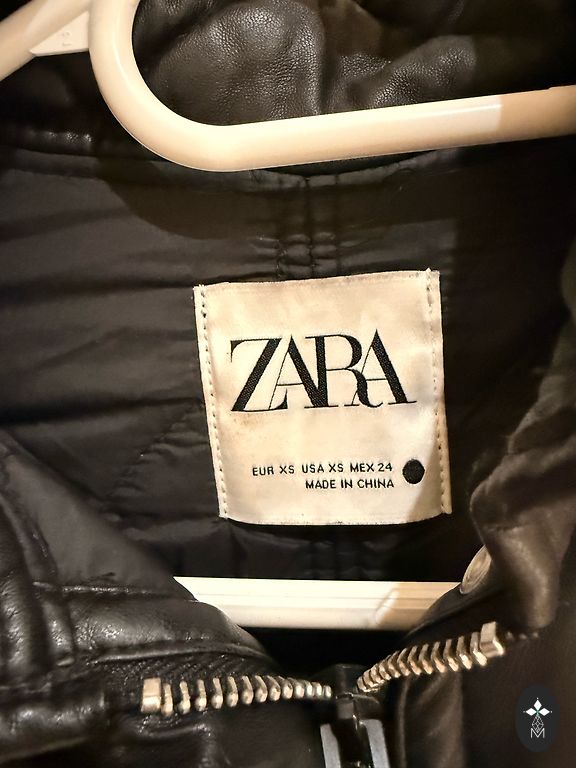 ZARA
EUR XS USA XS MEX 24
MADE IN CHINA
M